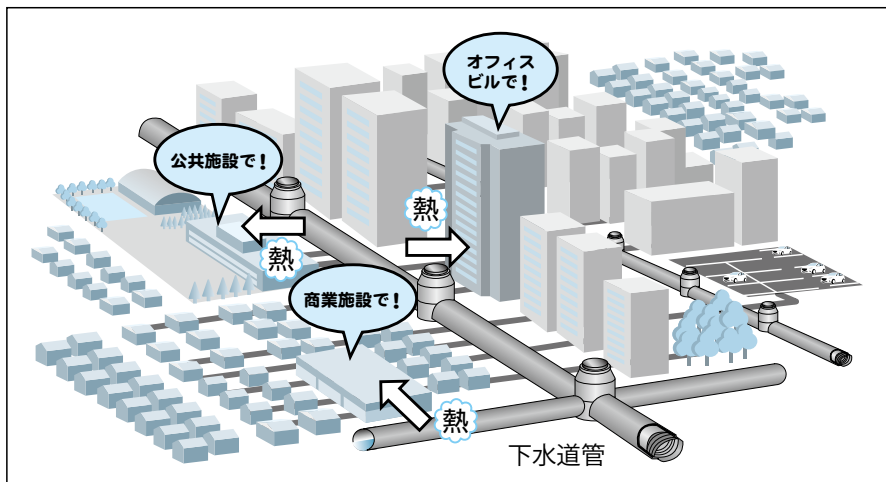 オフィス
ビルで！
公共施設で！
熱
熱
商業施設で！
熱
下水道管